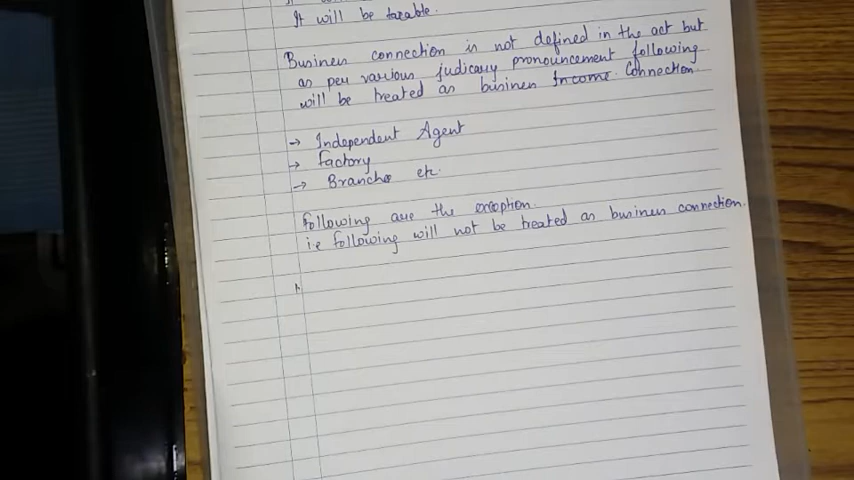 It will be taxable.
Business connection is not defined in the act but
as per various judicary pronouncement following
will be treated as business Income. Connection
→ Independent Agent
→ factory
→ Branche etc.
following are the exception.
i.e following will not be treated as business connection.